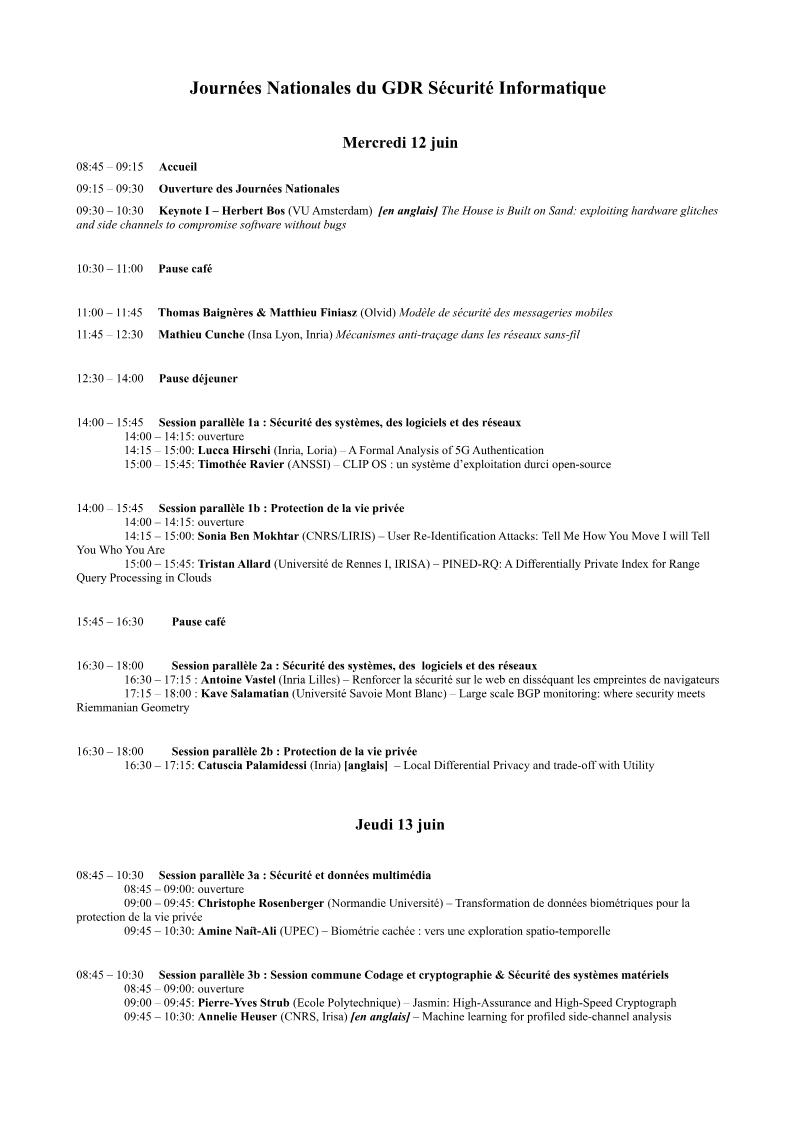 Journées Nationales du GDR Sécurité Informatique
Mercredi 12 juin
08:45 – 09:15 Accueil
09:15 – 09:30 Ouverture des Journées Nationales
09:30 – 10:30 Keynote I – Herbert Bos (VU Amsterdam) [en anglais] The House is Built on Sand: exploiting hardware glitches
and side channels to compromise software without bugs
10:30 – 11:00 Pause café
11:00 – 11:45 Thomas Baignères & Matthieu Finiasz (Olvid) Modèle de sécurité des messageries mobiles
11:45 – 12:30 Mathieu Cunche (Insa Lyon, Inria) Mécanismes anti-traçage dans les réseaux sans-fil
12:30 – 14:00 Pause déjeuner
14:00 – 15:45 Session parallèle 1a : Sécurité des systèmes, des logiciels et des réseaux
14:00 – 14:15: ouverture
14:15 – 15:00: Lucca Hirschi (Inria, Loria) – A Formal Analysis of 5G Authentication
15:00 – 15:45: Timothée Ravier (ANSSI) – CLIP OS : un système d'exploitation durci open-source
14:00 – 15:45 Session parallèle 1b : Protection de la vie privée
14:00 – 14:15: ouverture
14:15 – 15:00: Sonia Ben Mokhtar (CNRS/LIRIS) – User Re-Identification Attacks: Tell Me How You Move I will Tell
You Who You Are
15:00 – 15:45: Tristan Allard (Université de Rennes I, IRISA) – PINED-RQ: A Differentially Private Index for Range
Query Processing in Clouds
15:45 – 16:30 Pause café
16:30 – 18:00 Session parallèle 2a : Sécurité des systèmes, des logiciels et des réseaux
16:30 – 17:15 : Antoine Vastel (Inria Lilles) – Renforcer la sécurité sur le web en disséquant les empreintes de navigateurs
17:15 – 18:00 : Kave Salamatian (Université Savoie Mont Blanc) – Large scale BGP monitoring: where security meets
Riemmanian Geometry
16:30 – 18:00 Session parallèle 2b : Protection de la vie privée
16:30 – 17:15: Catuscia Palamidessi (Inria) [anglais] – Local Differential Privacy and trade-off with Utility
Jeudi 13 juin
08:45 – 10:30 Session parallèle 3a : Sécurité et données multimédia
08:45 – 09:00: ouverture
09:00 – 09:45: Christophe Rosenberger (Normandie Université) – Transformation de données biométriques pour la
protection de la vie privée
09:45 – 10:30: Amine Naït-Ali (UPEC) – Biométrie cachée : vers une exploration spatio-temporelle
08:45 – 10:30 Session parallèle 3b : Session commune Codage et cryptographie & Sécurité des systèmes matériels
08:45 – 09:00: ouverture
09:00 – 09:45: Pierre-Yves Strub (Ecole Polytechnique) – Jasmin: High-Assurance and High-Speed Cryptograph
09:45 – 10:30: Annelie Heuser (CNRS, Irisa) [en anglais] – Machine learning for profiled side-channel analysis